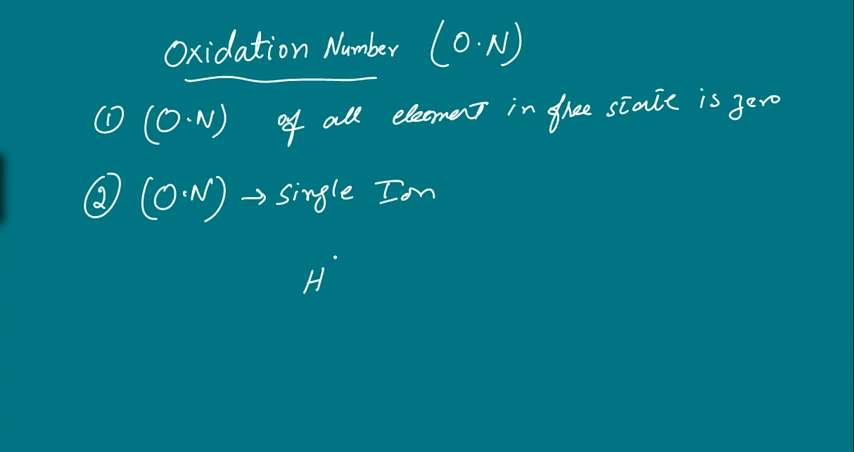 Oxidation Number (O.N)
① (O.N) of all element in free state is zero
② (O.N) → Single Ion
H